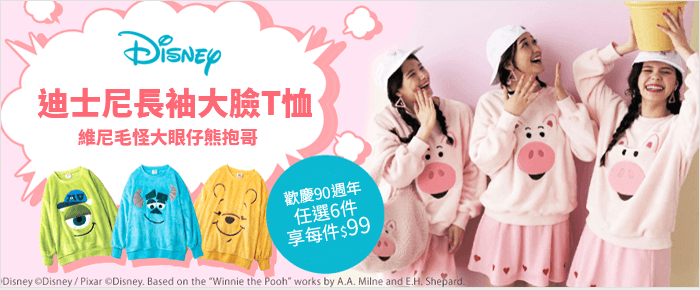 Disney
迪士尼長袖大臉T恤
維尼毛怪大眼仔熊抱哥
歡慶90週年
任選6件
享每件$99
Disney ©Disney / Pixar ©Disney. Based on the "Winnie the Pooh" works by A.A. Milne and E.H. Shepard.